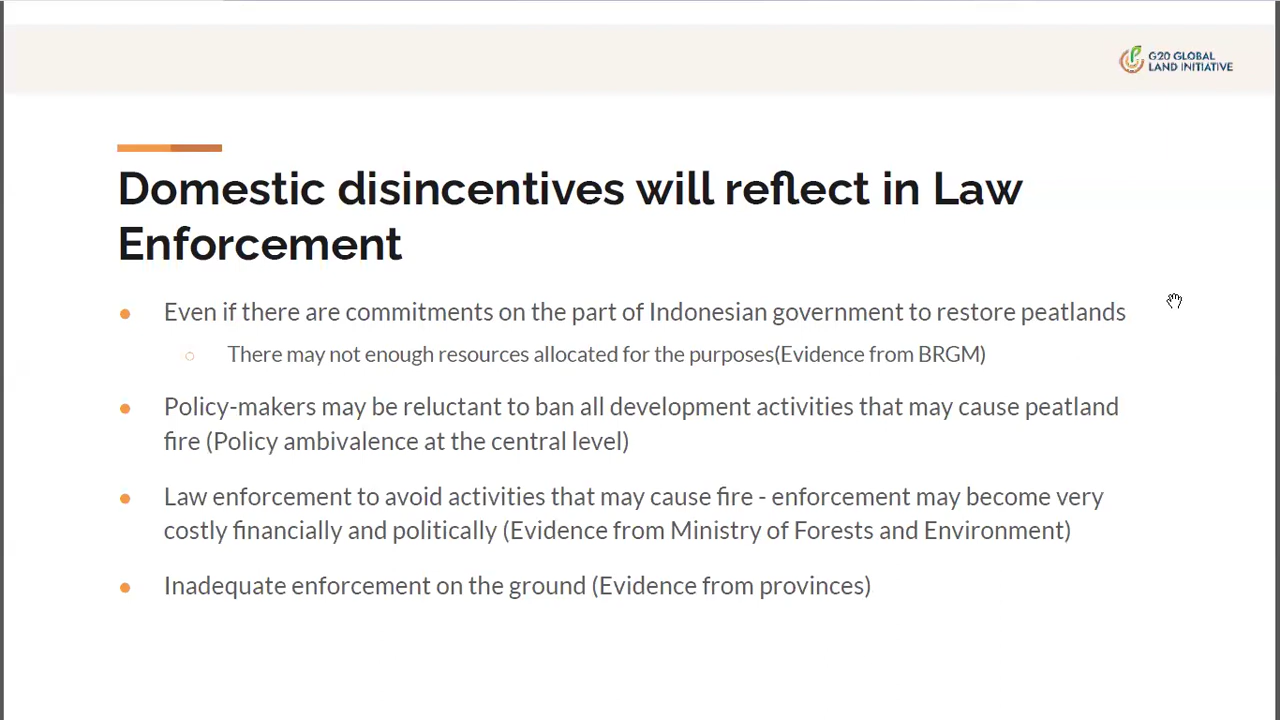 G20 GLOBAL
LAND INITIATIVE
Domestic disincentives will reflect in Law
Enforcement
Even if there are commitments on the part of Indonesian government to restore peatlands
There may not enough resources allocated for the purposes(Evidence from BRGM)
Policy-makers may be reluctant to ban all development activities that may cause peatland
fire (Policy ambivalence at the central level)
Law enforcement to avoid activities that may cause fire - enforcement may become very
costly financially and politically (Evidence from Ministry of Forests and Environment)
Inadequate enforcement on the ground (Evidence from provinces)